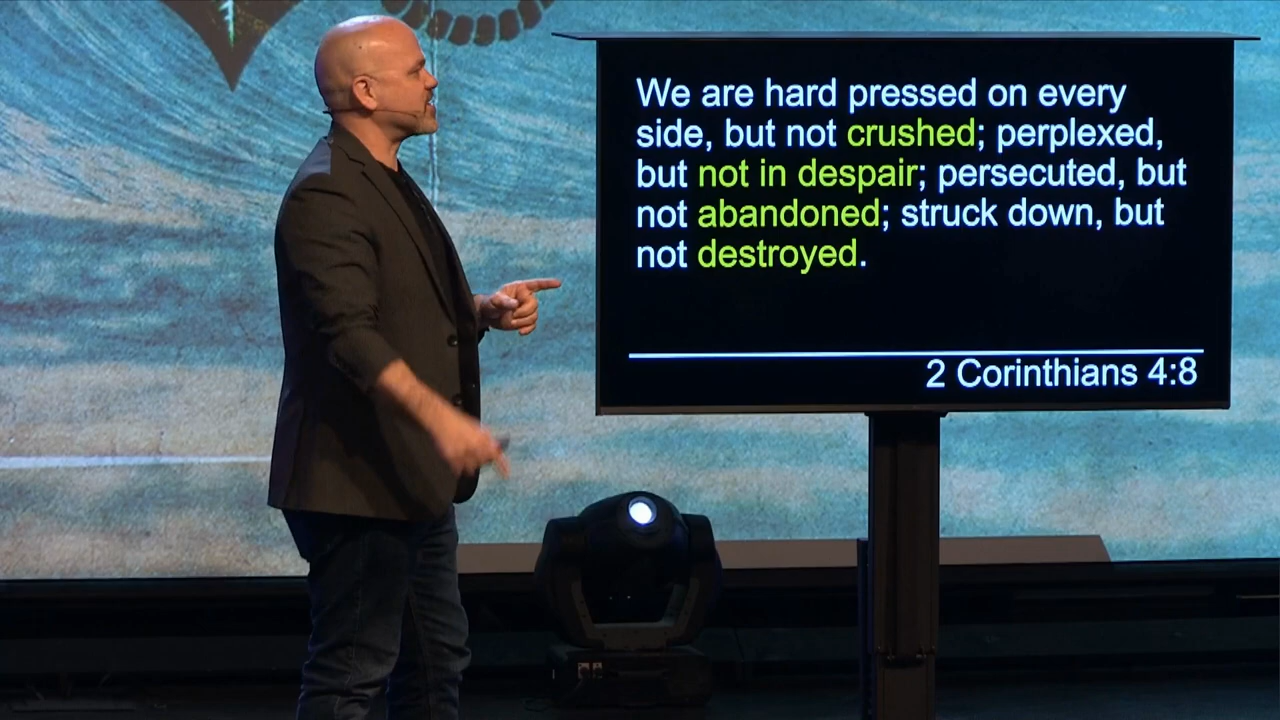 We are hard pressed on every
side, but not crushed; perplexed,
but not in despair; persecuted, but
not abandoned; struck down, but
not destroyed.
2 Corinthians 4:8